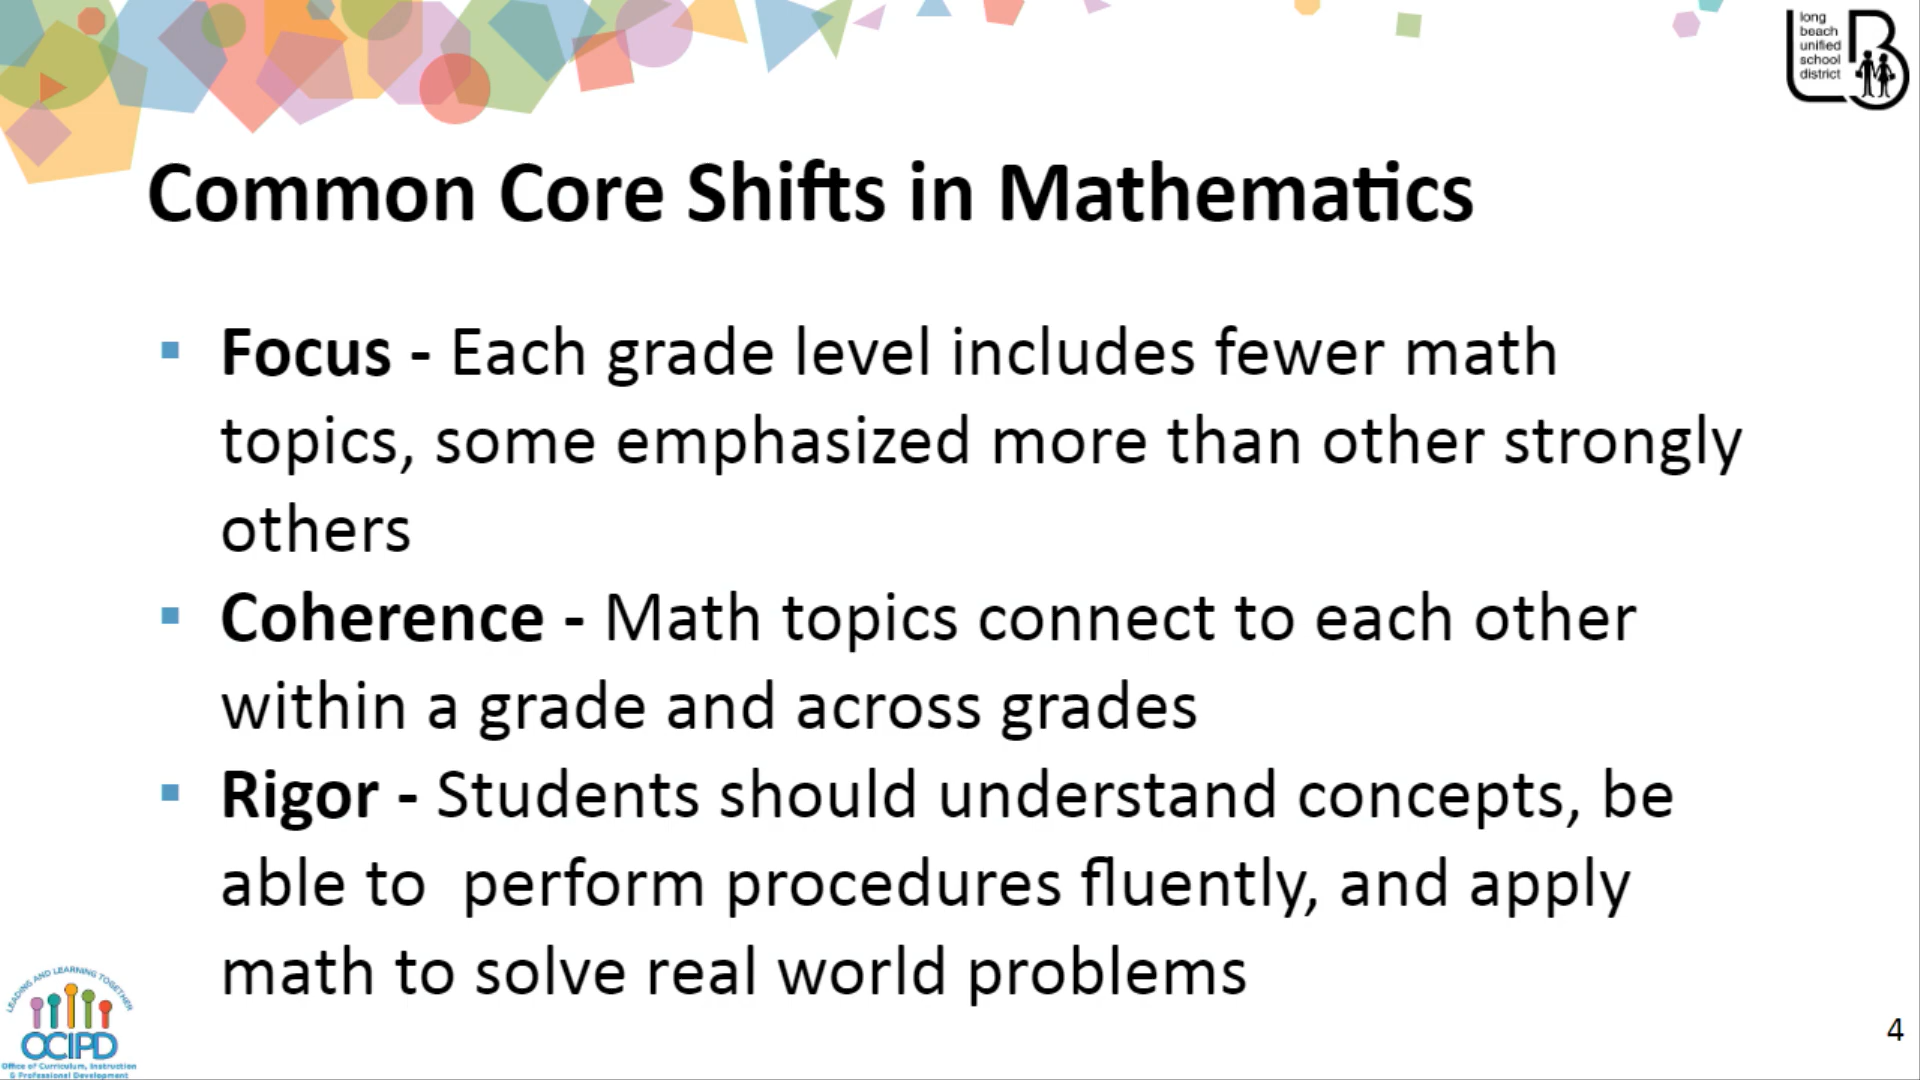 long
beach
unified
school
district
Common Core Shifts in Mathematics
▪ Focus - Each grade level includes fewer math
topics, some emphasized more than other strongly
others
▪ Coherence - Math topics connect to each other
within a grade and across grades
▪ Rigor - Students should understand concepts, be
able to  perform procedures fluently, and apply
math to solve real world problems
LEADING AND LEARNING TOGETHER
OCIPD
Office of Curriculum, Instruction
& Professional Development
4